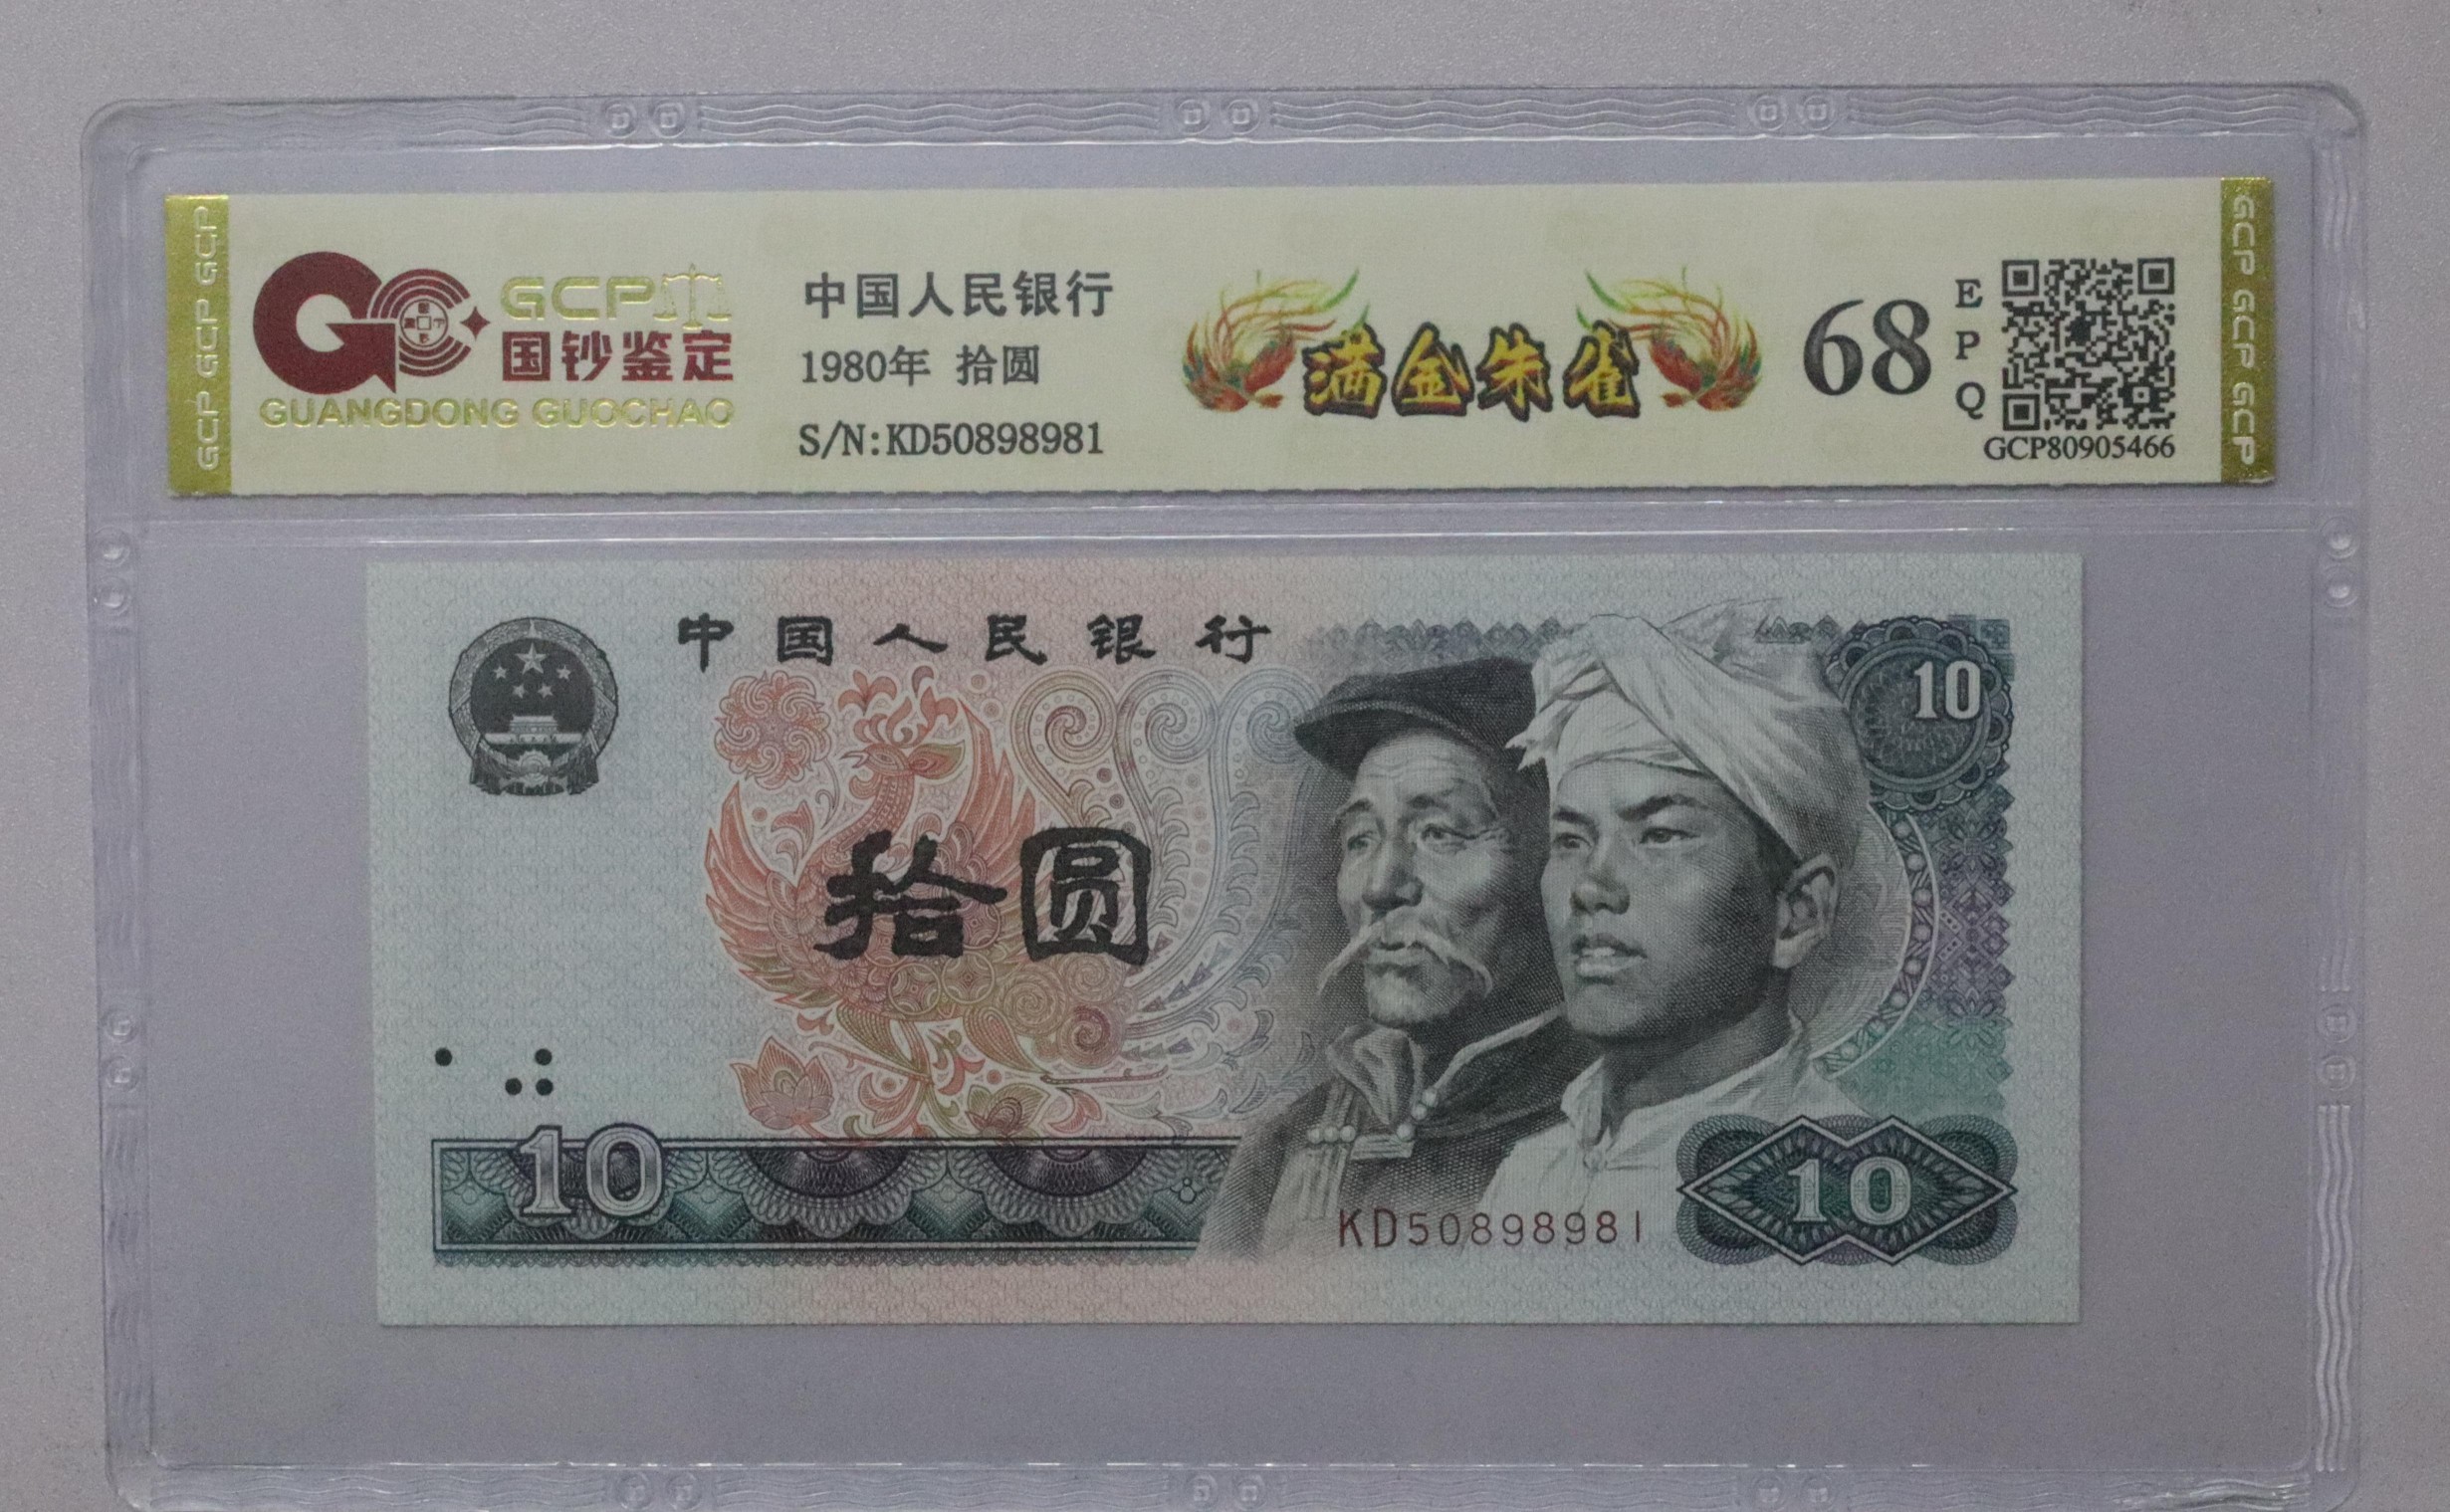 GCP GCP GCP
GCP
国钞鉴定
GUANGDONG GUOCHAO
中国人民银行
1980年 拾圆
S/N:KD50898981
满金朱雀
68
E
P
Q
GCP80905466
GCP GCP GCP
中国人民银行
10
拾圆
10
10
KD50898981